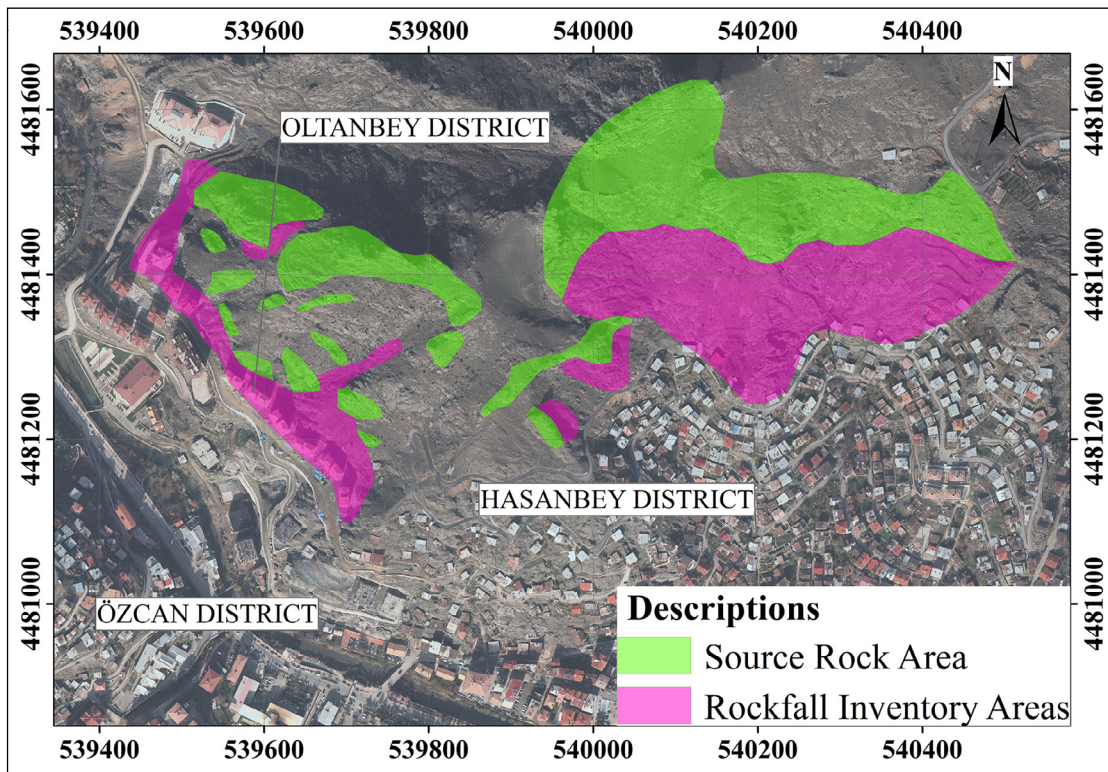 539400 539600 539800 540000 540200 540400
4481600 4481600
N
OLTANBEY DISTRICT
4481400 4481400
4481200 4481200
HASANBEY DISTRICT
4481000 4481000
ÖZCAN DISTRICT
Descriptions
Source Rock Area
Rockfall Inventory Areas
539400 539600 539800 540000 540200 540400